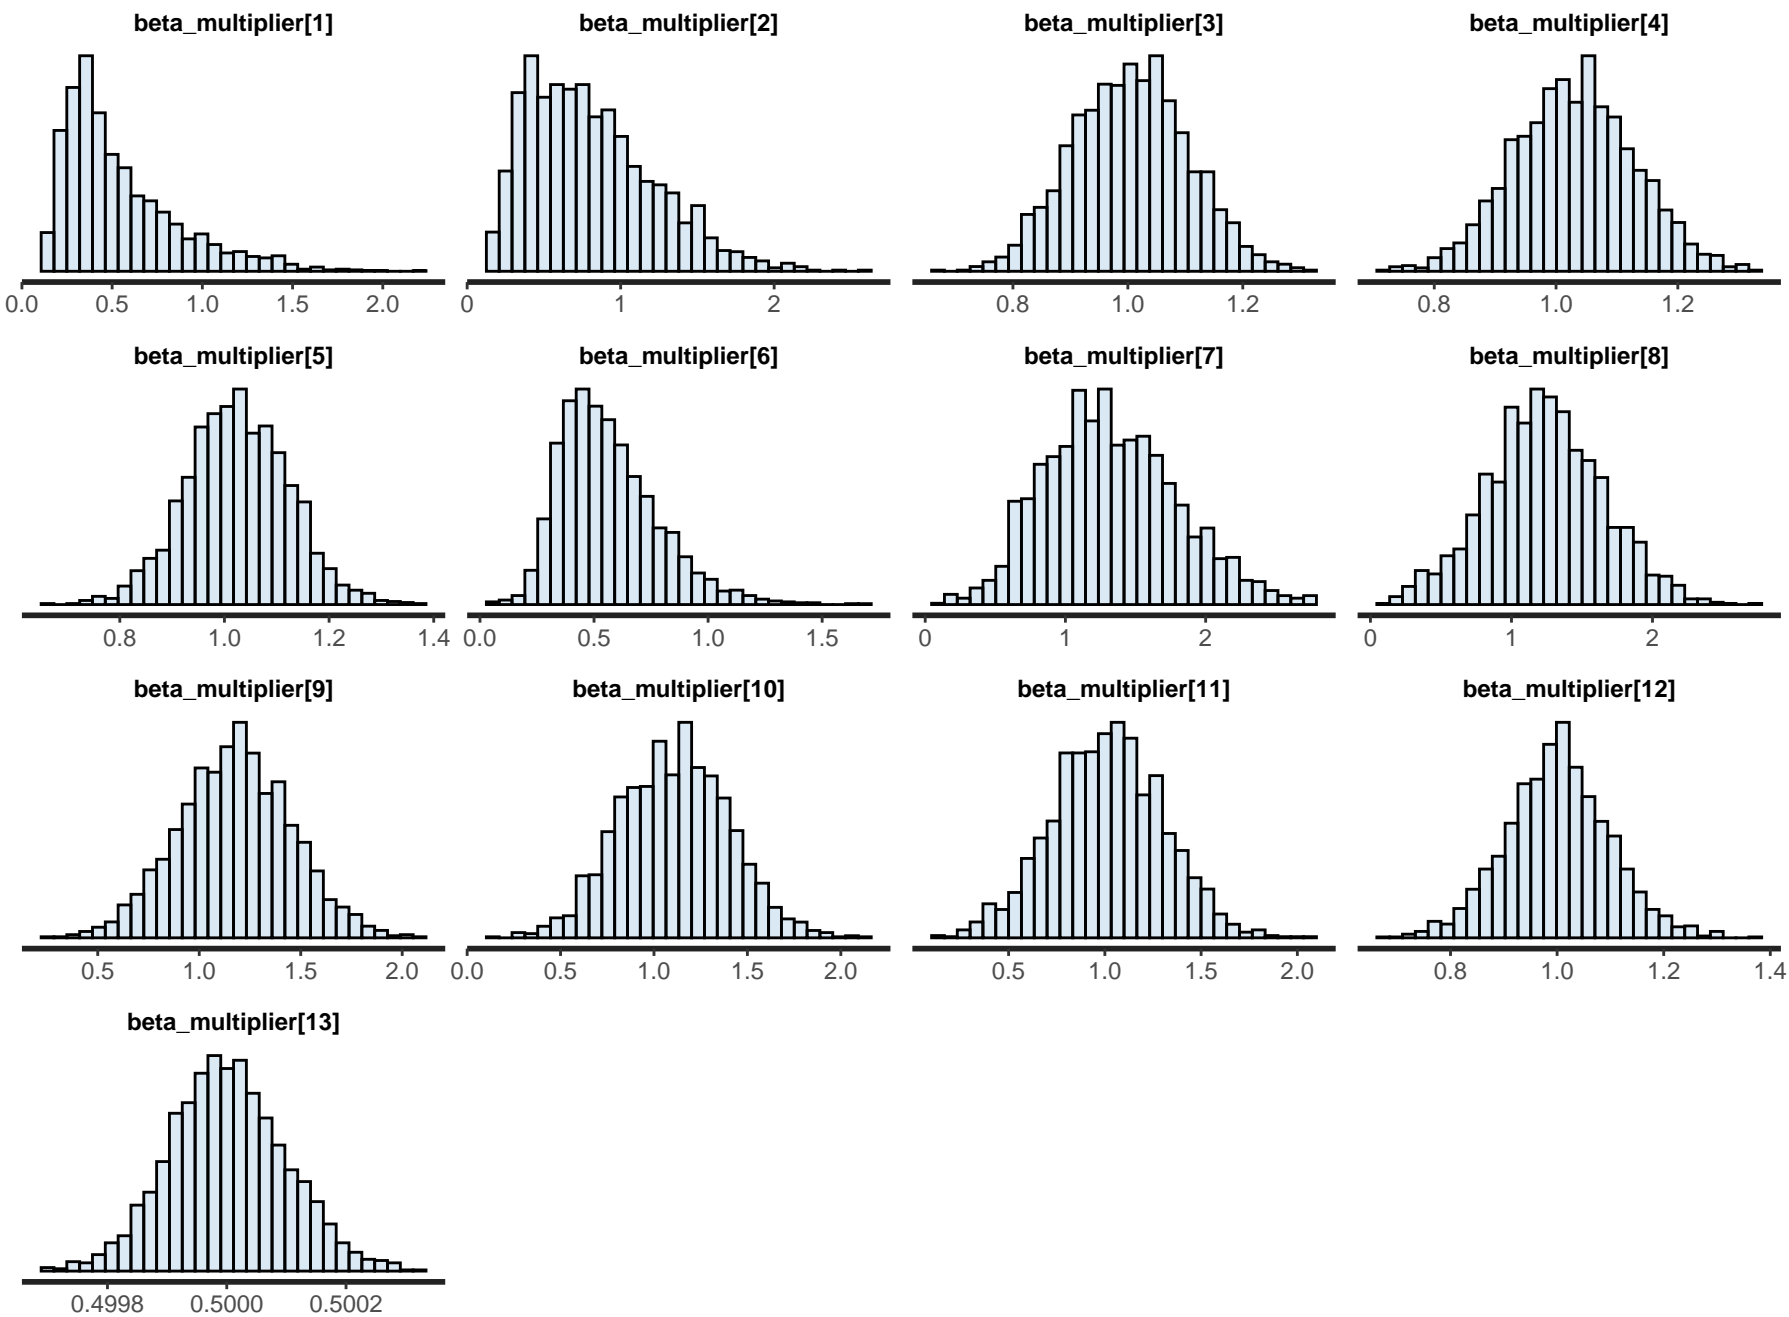 beta_multiplier[1] beta_multiplier[2] beta_multiplier[3] beta_multiplier[4]
0.0 0.5 1.0 1.5 2.0 0 1 2 0.8 1.0 1.2 0.8 1.0 1.2
beta_multiplier[5] beta_multiplier[6] beta_multiplier[7] beta_multiplier[8]
0.8 1.0 1.2 1.4 0.0 0.5 1.0 1.5 0 1 2 0 1 2
beta_multiplier[9] beta_multiplier[10] beta_multiplier[11] beta_multiplier[12]
0.5 1.0 1.5 2.0 0.0 0.5 1.0 1.5 2.0 0.5 1.0 1.5 2.0 0.8 1.0 1.2 1.4
beta_multiplier[13]
0.4998 0.5000 0.5002